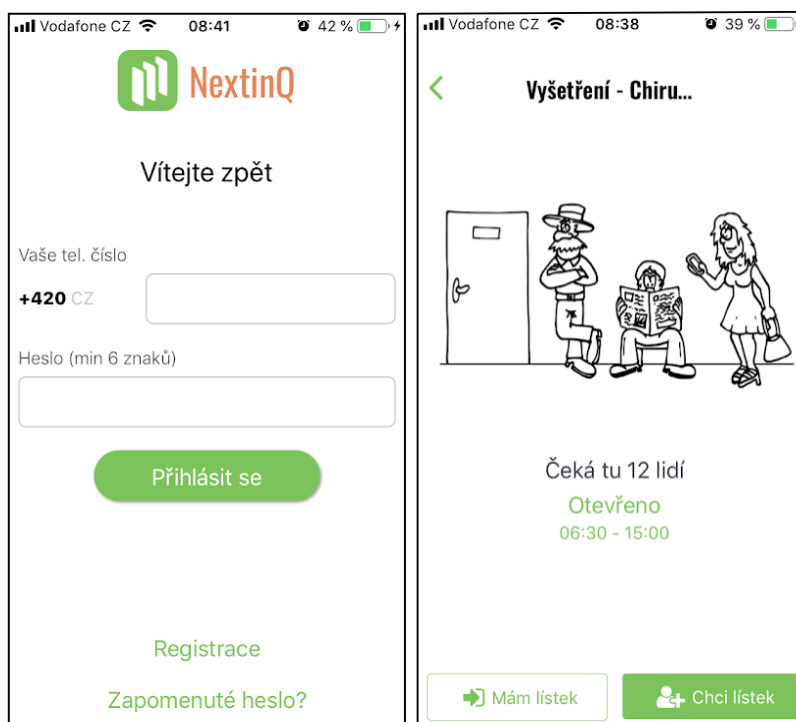 Vodafone CZ 08:41 42 %
NextinQ
Vítejte zpět
Vaše tel. číslo
+420 CZ
Heslo (min 6 znaků)
Přihlásit se
Registrace
Zapomenuté heslo?
Vodafone CZ 08:38 39 %
Vyšetření - Chiru...
Čeká tu 12 lidí
Otevřeno
06:30 - 15:00
Mám lístek
Chci lístek